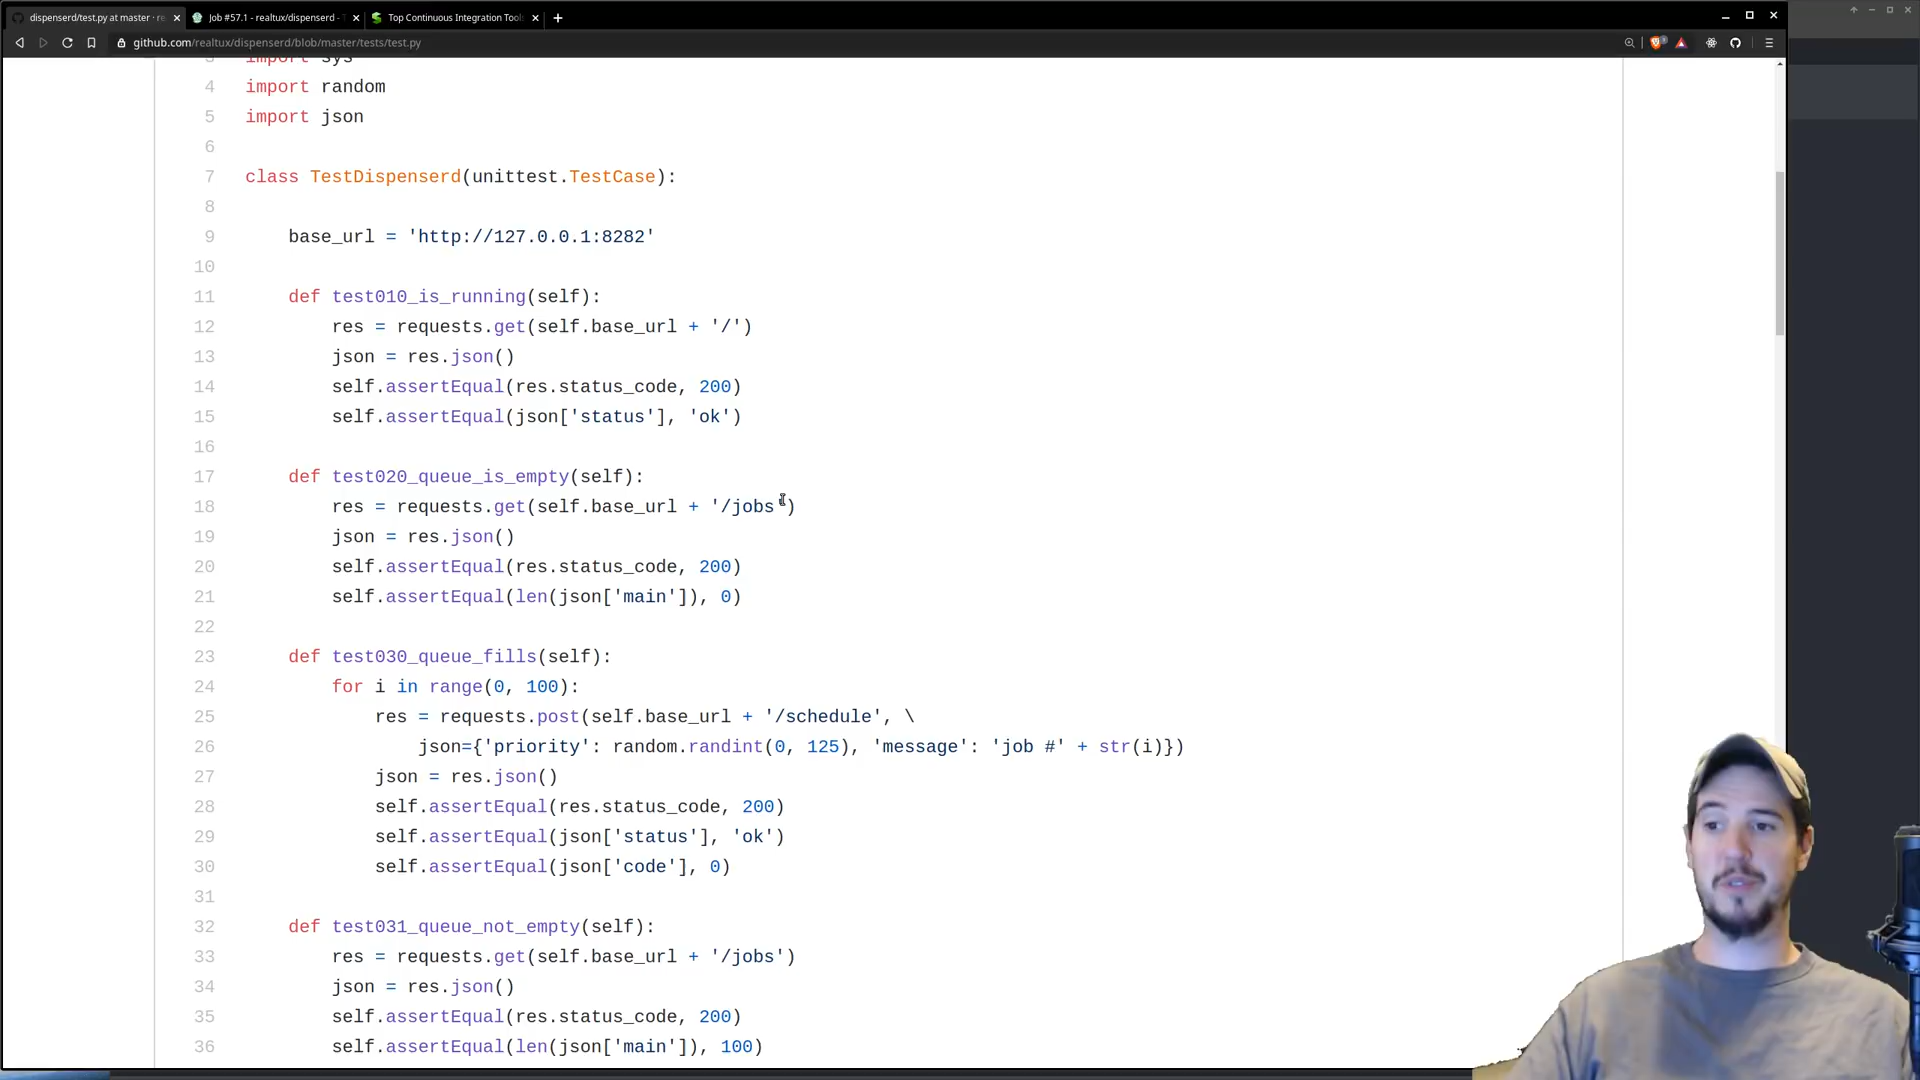 dispenserd/test.py at master · re
Job #57.1 - realtux/dispenserd - T
Top Continuous Integration Tool
github.com/realtux/dispenserd/blob/master/tests/test.py
3 import sys
4 import random
5 import json
6
7 class TestDispenserd(unittest.TestCase):
8
9 base_url = 'http://127.0.0.1:8282'
10
11 def test010_is_running(self):
12 res = requests.get(self.base_url + '/')
13 json = res.json()
14 self.assertEqual(res.status_code, 200)
15 self.assertEqual(json['status'], 'ok')
16
17 def test020_queue_is_empty(self):
18 res = requests.get(self.base_url + '/jobs')
19 json = res.json()
20 self.assertEqual(res.status_code, 200)
21 self.assertEqual(len(json['main']), 0)
22
23 def test030_queue_fills(self):
24 for i in range(0, 100):
25 res = requests.post(self.base_url + '/schedule', \
26 json={'priority': random.randint(0, 125), 'message': 'job #' + str(i)})
27 json = res.json()
28 self.assertEqual(res.status_code, 200)
29 self.assertEqual(json['status'], 'ok')
30 self.assertEqual(json['code'], 0)
31
32 def test031_queue_not_empty(self):
33 res = requests.get(self.base_url + '/jobs')
34 json = res.json()
35 self.assertEqual(res.status_code, 200)
36 self.assertEqual(len(json['main']), 100)